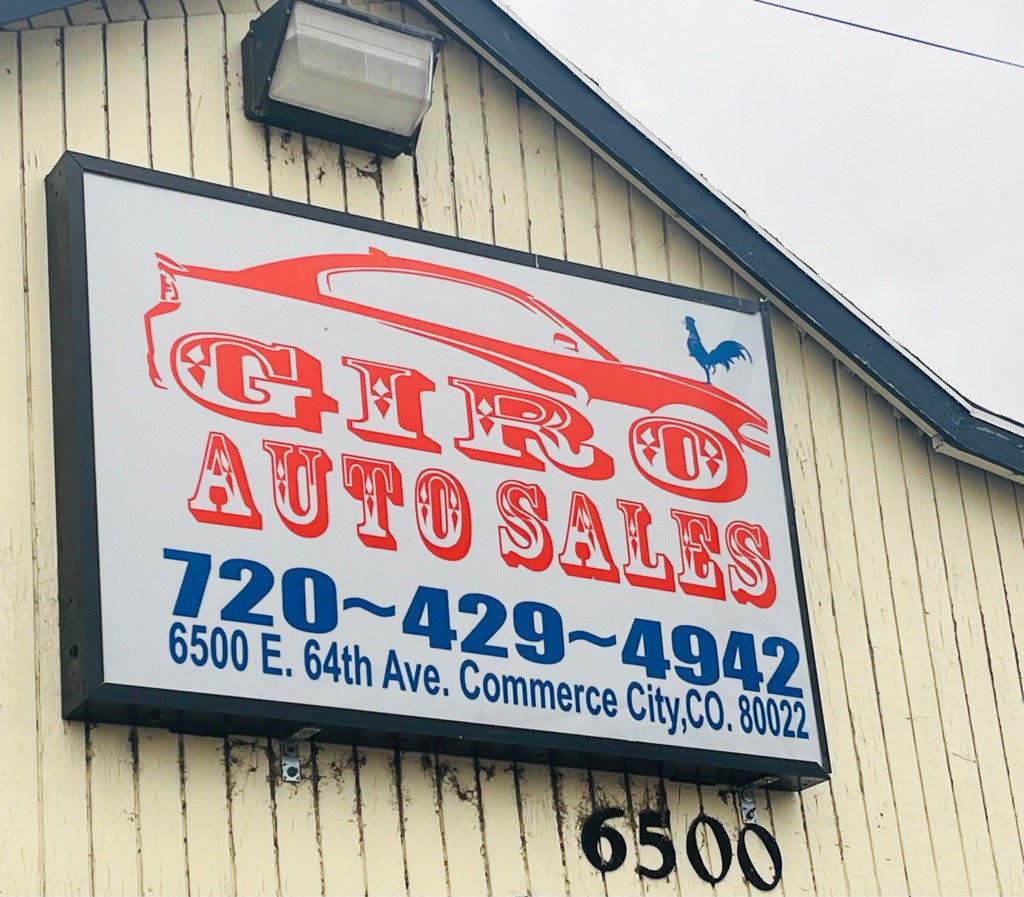 GIRO
AUTO SALES
720~429~4942
6500 E. 64th Ave. Commerce City,CO. 80022
6500